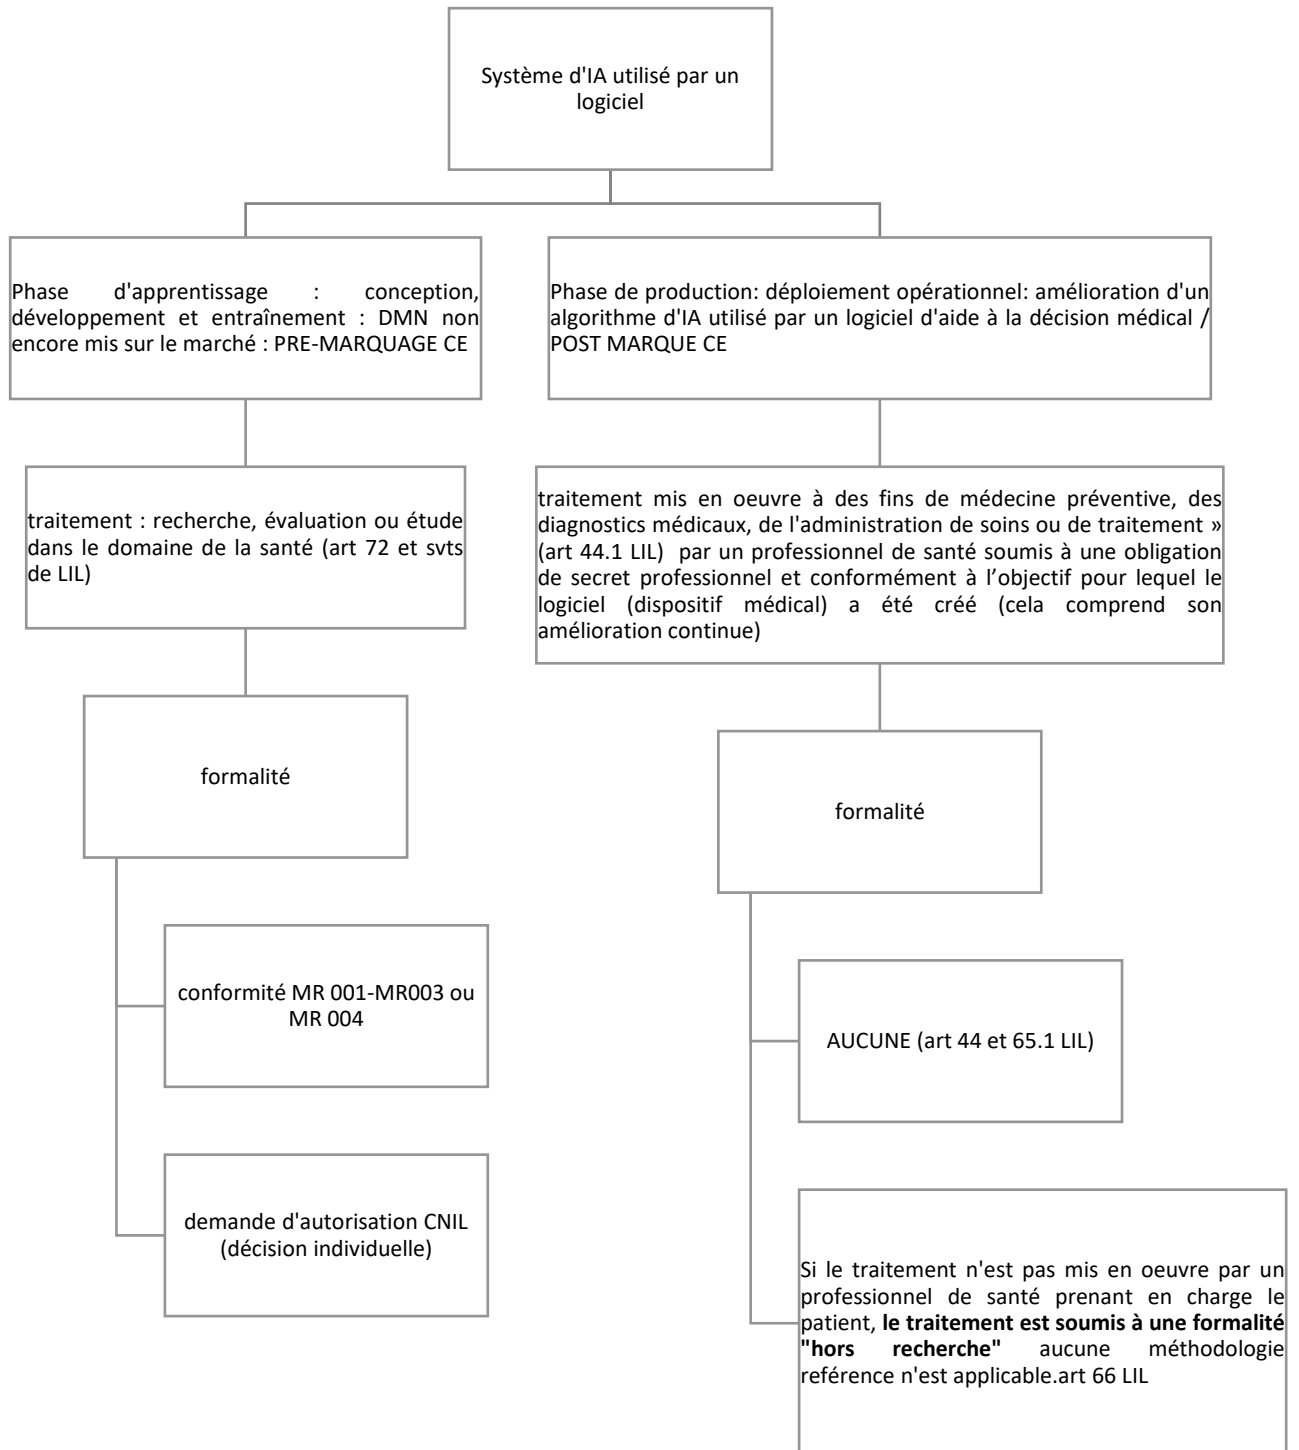 Système d'IA utilisé par un
logiciel
Phase d'apprentissage : conception,
développement et entraînement : DMN non
encore mis sur le marché : PRE-MARQUAGE CE
Phase de production: déploiement opérationnel: amélioration d'un
algorithme d'IA utilisé par un logiciel d'aide à la décision médical /
POST MARQUE CE
traitement : recherche, évaluation ou étude
dans le domaine de la santé (art 72 et svts
de LIL)
traitement mis en oeuvre à des fins de médecine préventive, des
diagnostics médicaux, de l'administration de soins ou de traitement »
(art 44.1 LIL) par un professionnel de santé soumis à une obligation
de secret professionnel et conformément à l’objectif pour lequel le
logiciel (dispositif médical) a été créé (cela comprend son
amélioration continue)
formalité
formalité
conformité MR 001-MR003 ou
MR 004
AUCUNE (art 44 et 65.1 LIL)
demande d'autorisation CNIL
(décision individuelle)
Si le traitement n'est pas mis en oeuvre par un
professionnel de santé prenant en charge le
patient, le traitement est soumis à une formalité
"hors recherche" aucune méthodologie
reférence n'est applicable.art 66 LIL